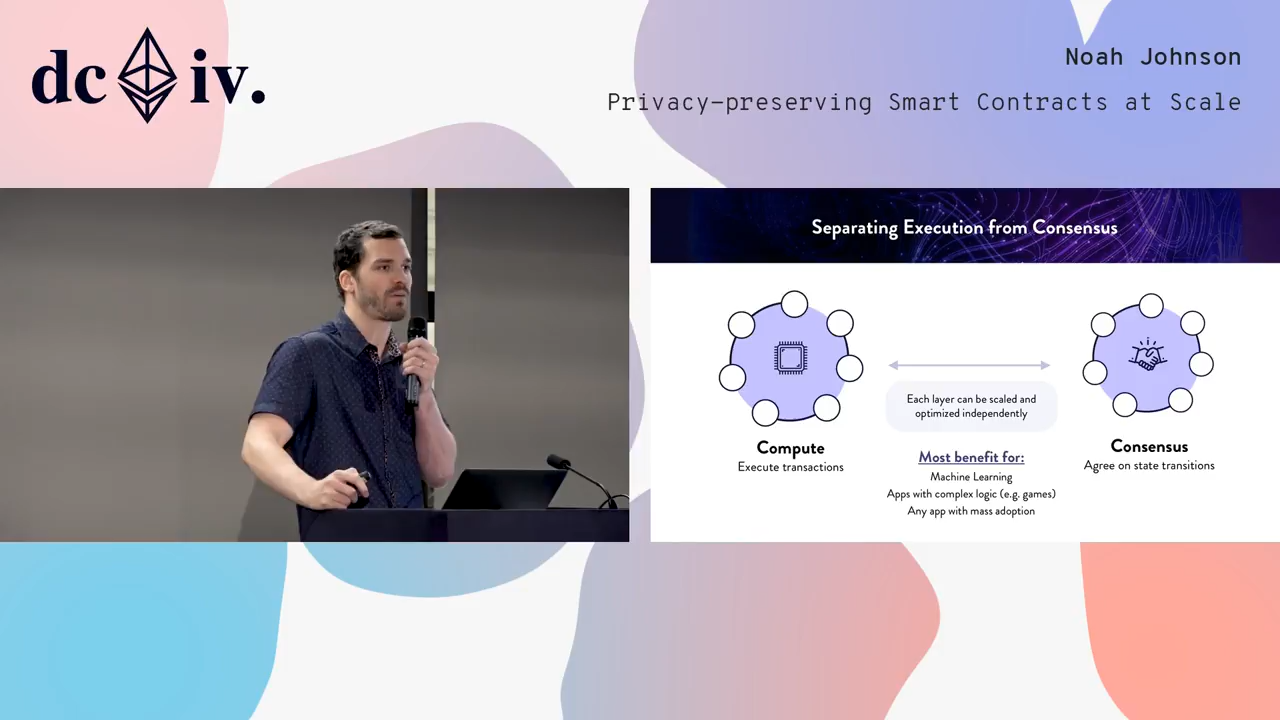 dc iv.
Noah Johnson
Privacy-preserving Smart Contracts at Scale
Separating Execution from Consensus
Each layer can be scaled and
optimized independently
Compute
Execute transactions
Most benefit for:
Machine Learning
Apps with complex logic (e.g. games)
Any app with mass adoption
Consensus
Agree on state transitions